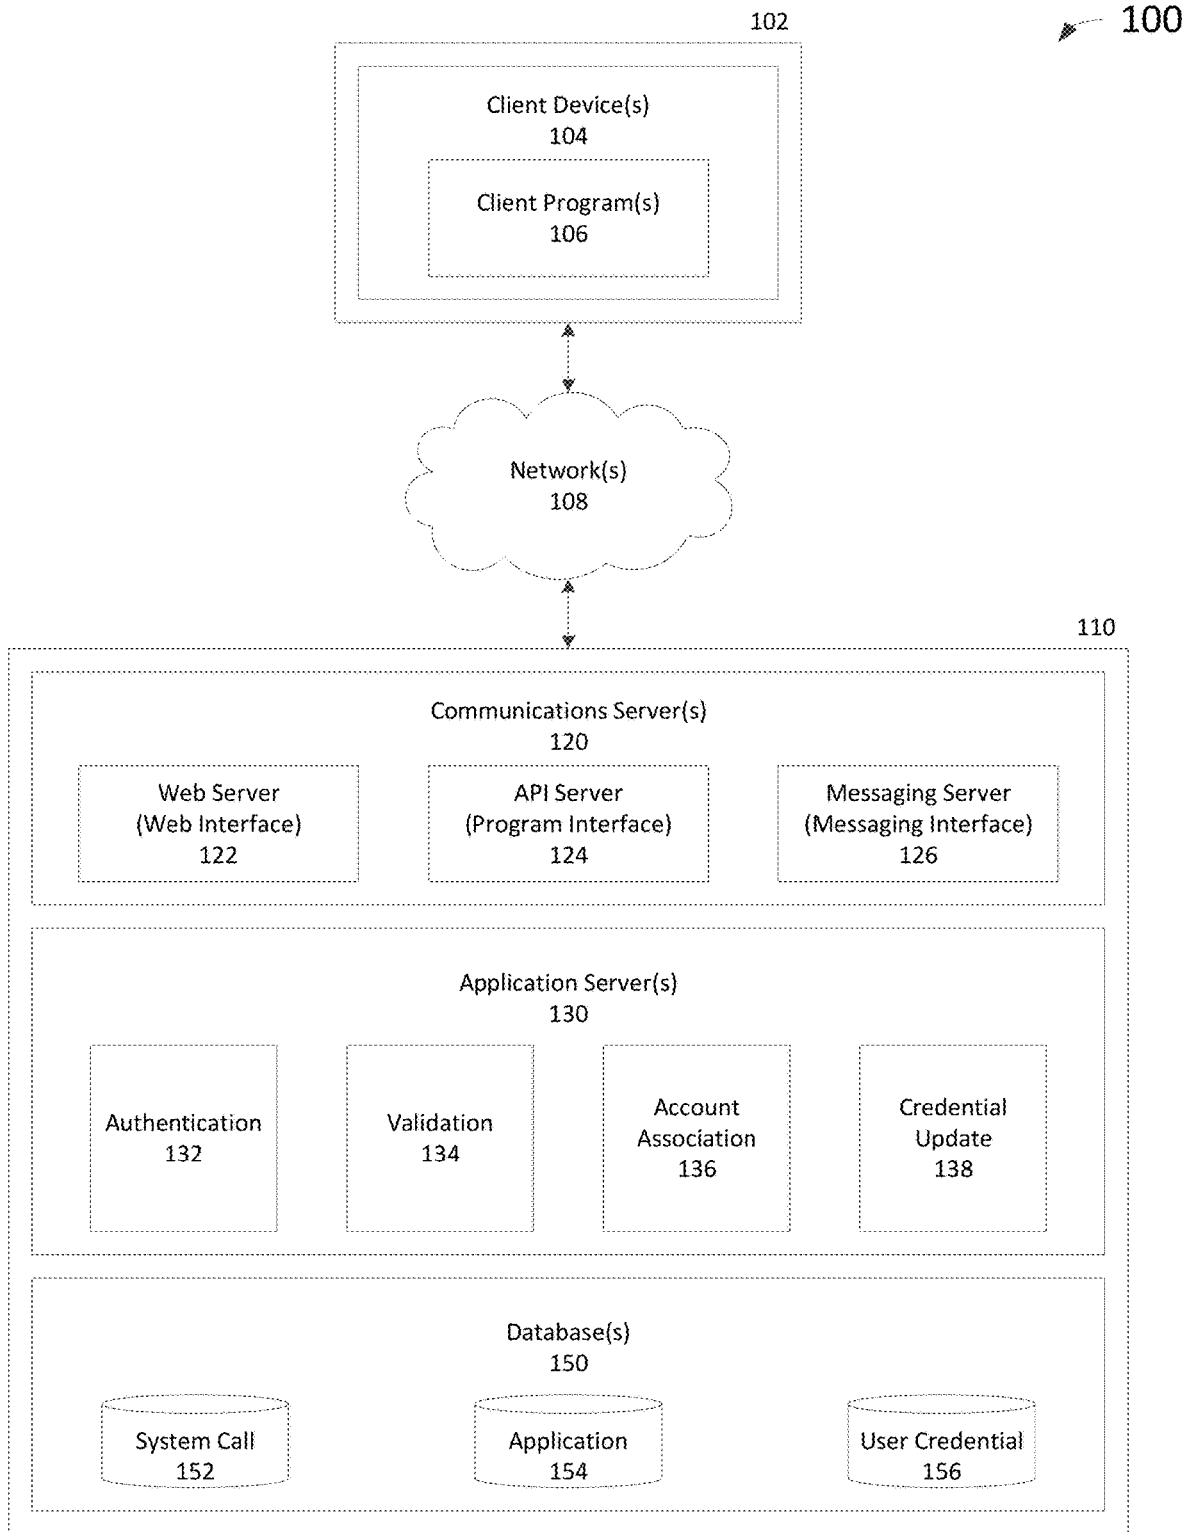 100
102
Client Device(s)
104
Client Program(s)
106
Network(s)
108
110
Communications Server(s)
120
Web Server
(Web Interface)
122
API Server
(Program Interface)
124
Messaging Server
(Messaging Interface)
126
Application Server(s)
130
Authentication
132
Validation
134
Account
Association
136
Credential
Update
138
Database(s)
150
System Call
152
Application
154
User Credential
156